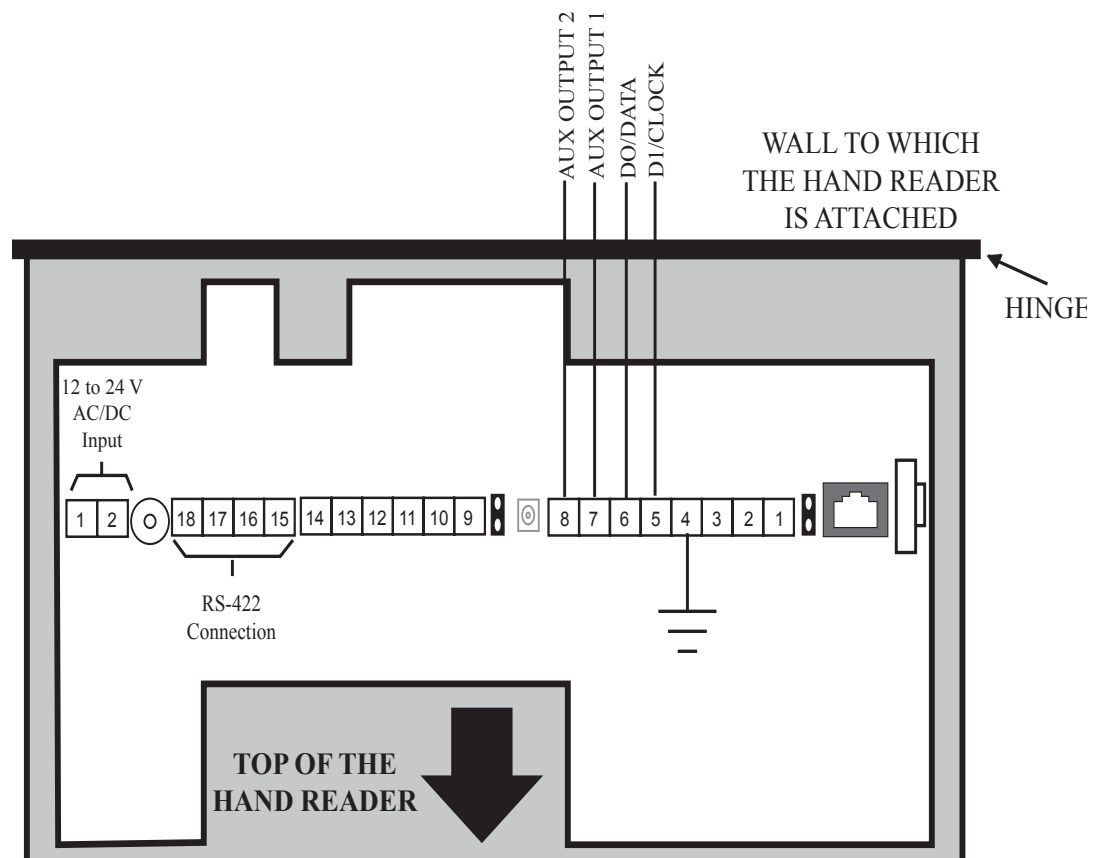 AUX OUTPUT 2
AUX OUTPUT 1
DO/DATA
D1/CLOCK
WALL TO WHICH
THE HAND READER
IS ATTACHED
HINGE
12 to 24 V
AC/DC
Input
1 2 18 17 16 15 14 13 12 11 10 9 8 7 6 5 4 3 2 1
RS-422
Connection
TOP OF THE
HAND READER